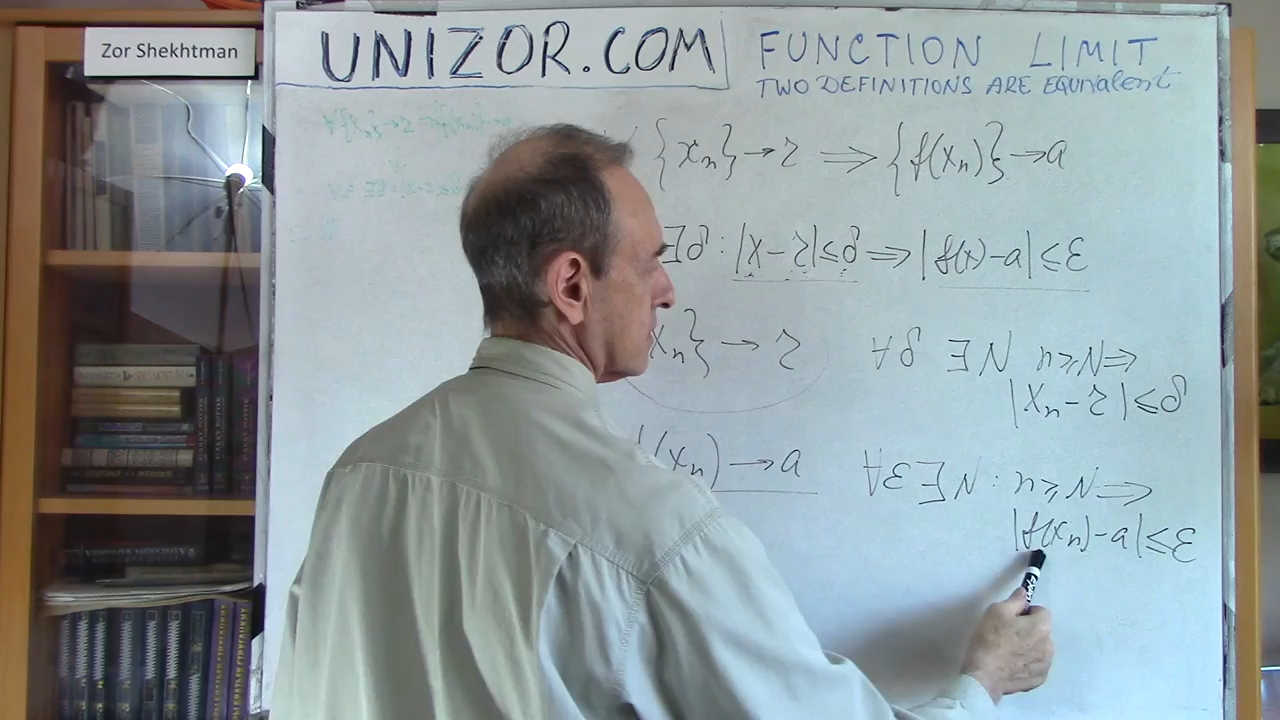 Zor Shekhtman
UNIZOR.COM
FUNCTION LIMIT
TWO DEFINITIONS ARE EQUIVALENT
{xₙ}→r ⟹ {f(xₙ)}→a
∃δ: |x−r|≤δ ⟹ |f(x)−a|≤ε
xₙ} → r
∀δ ∃N n≥N⇒
|xₙ−r|≤δ
(xₙ) → a
∀ε ∃N: n≥N⇒
|f(xₙ)−a|≤ε